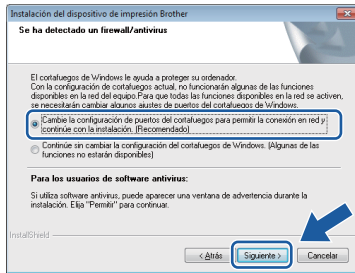 Instalación del dispositivo de impresión Brother
Se ha detectado un firewall/antivirus
El cortafuegos de Windows le ayuda a proteger su ordenador.
Con la configuración de cortafuegos actual, no funcionarán algunas de las funciones
disponibles en la red del equipo.Para que todas las funciones disponibles en la red se activen,
se necesitarán cambiar algunos ajustes de puertos del cortafuegos de Windows.
Cambie la configuración de puertos del cortafuegos para permitir la conexión en red y
continúe con la instalación. (Recomendado)
Continúe sin cambiar la configuración del cortafuegos de Windows. (Algunas de las
funciones no estarán disponibles)
Para los usuarios de software antivirus:
Si utiliza software antivirus, puede aparecer una ventana de advertencia durante la
instalación. Elija "Permitir" para continuar.
InstallShield
< Atrás
Siguiente >
Cancelar